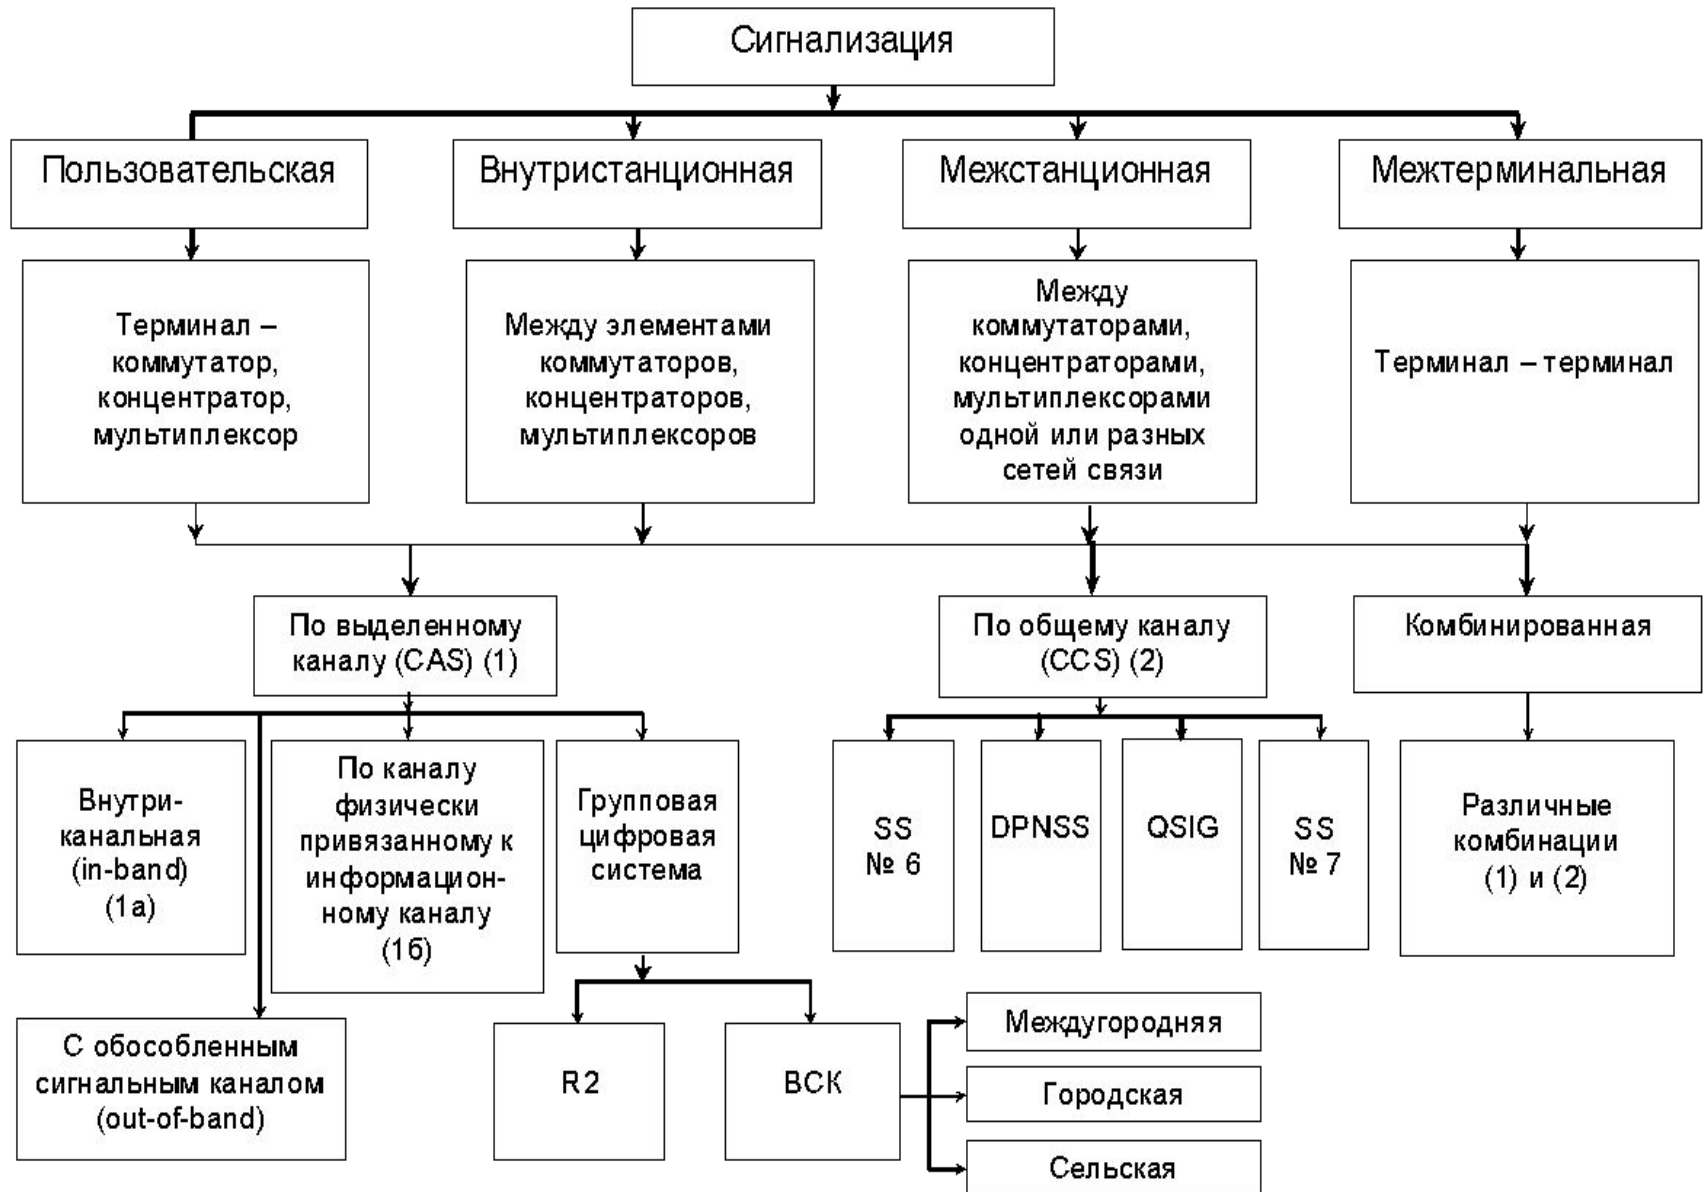 Сигнализация
Пользовательская
Внутристанционная
Межстанционная
Межтерминальная
Терминал –
коммутатор,
концентратор,
мультиплексор
Между элементами
коммутаторов,
концентраторов,
мультиплексоров
Между
коммутаторами,
концентраторами,
мультиплексорами
одной или разных
сетей связи
Терминал – терминал
По выделенному
каналу (CAS) (1)
По общему каналу
(CCS) (2)
Комбинированная
Внутри-
канальная
(in-band)
(1а)
По каналу
физически
привязанному к
информацион-
ному каналу
(1б)
Групповая
цифровая
система
SS
№ 6
DPNSS
QSIG
SS
№ 7
Различные
комбинации
(1) и (2)
С обособленным
сигнальным каналом
(out-of-band)
R2
ВСК
Междугородняя
Городская
Сельская